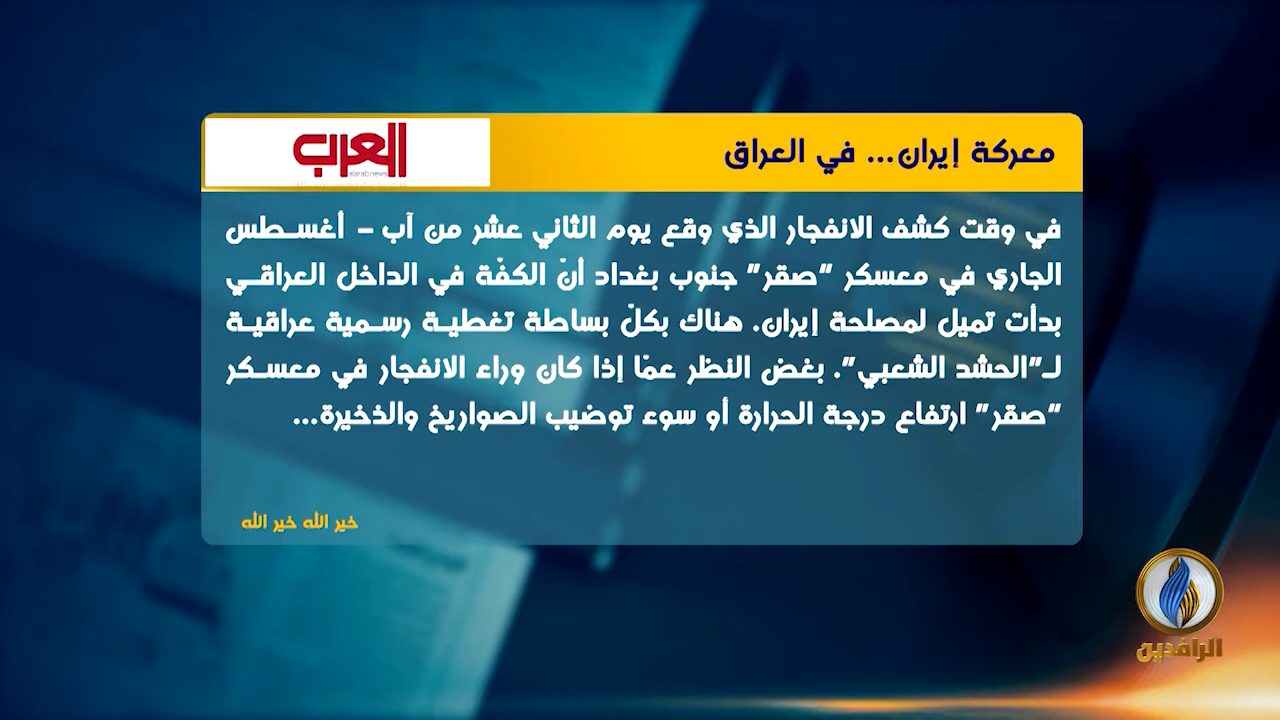 معركة إيران... في العراق
العرب
alarab news
في وقت كشف الانفجار الذي وقع يوم الثاني عشر من آب – أغسطس
الجاري في معسكر “صقر” جنوب بغداد أنّ الكفّة في الداخل العراقي
بدأت تميل لمصلحة إيران. هناك بكلّ بساطة تغطية رسمية عراقية
لـ“الحشد الشعبي”. بغض النظر عمّا إذا كان وراء الانفجار في معسكر
“صقر” ارتفاع درجة الحرارة أو سوء توضيب الصواريخ والذخيرة...
خير الله خير الله
الرافدين